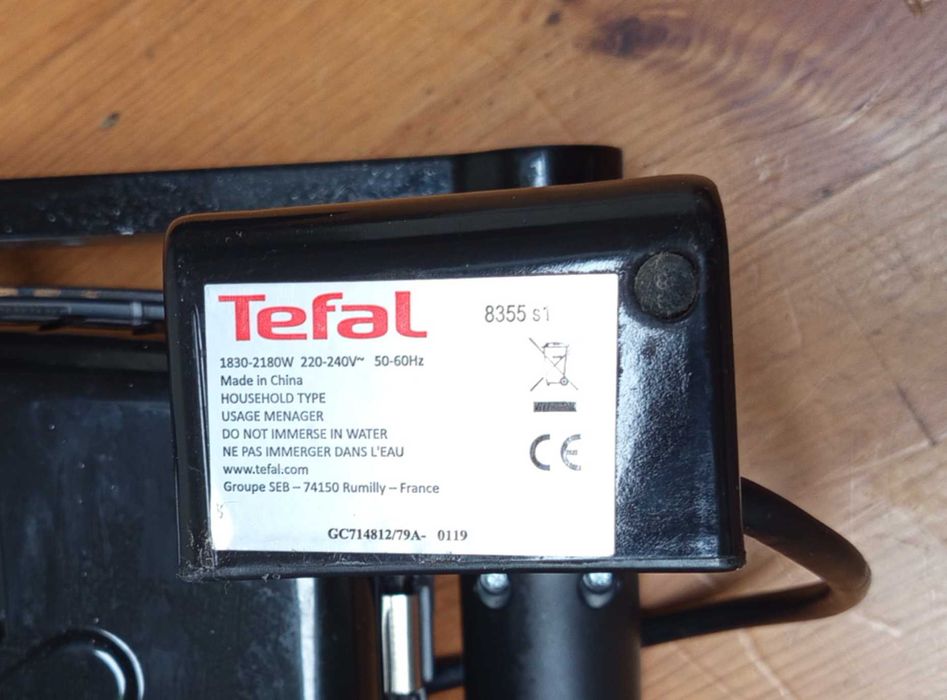 Tefal
8355 s1
1830-2180W 220-240V~ 50-60Hz
Made in China
HOUSEHOLD TYPE
USAGE MENAGER
DO NOT IMMERSE IN WATER
NE PAS IMMERGER DANS L'EAU
www.tefal.com
Groupe SEB – 74150 Rumilly – France
CE
GC714812/79A- 0119